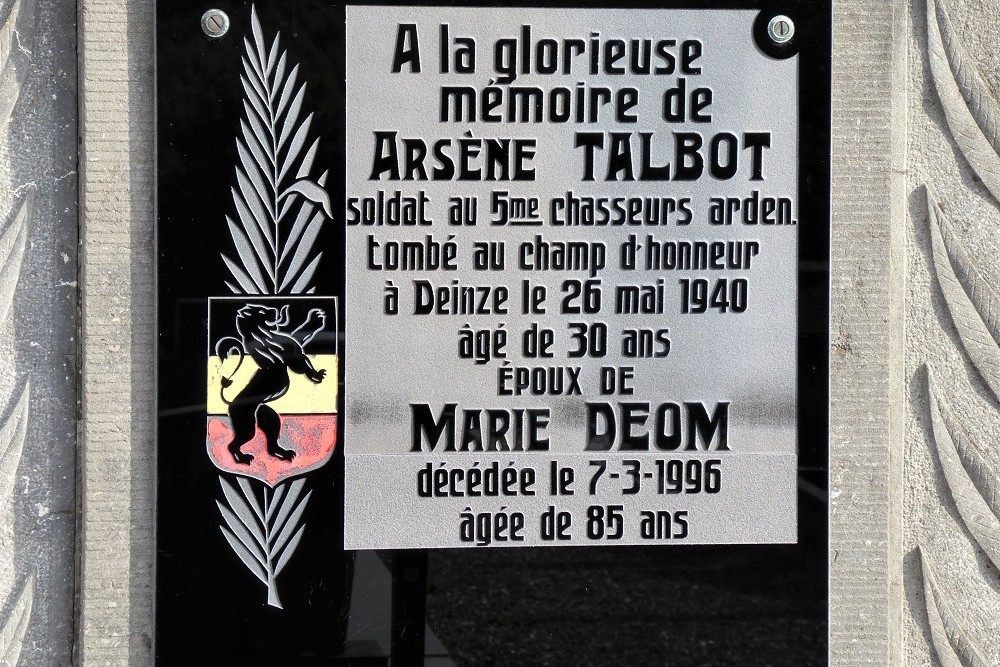 A la glorieuse
mémoire de
ARSÈNE TALBOT
soldat au 5me chasseurs arden.
tombé au champ d'honneur
à Deinze le 26 mai 1940
âgé de 30 ans
ÉPOUX DE
MARIE DEOM
décédée le 7-3-1996
âgée de 85 ans